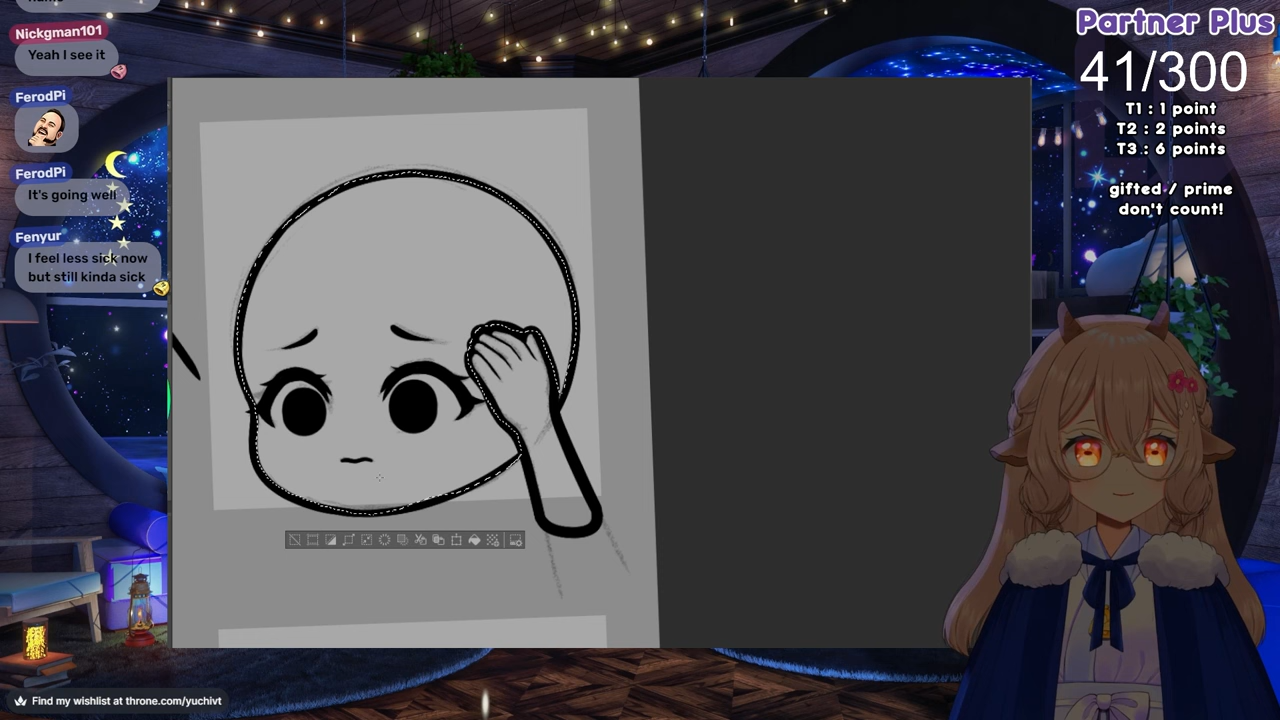 Nickgman101
Yeah I see it
FerodPi
FerodPi
It's going well
Fenyur
I feel less sick now
but still kinda sick
Partner Plus
41/300
T1 : 1 point
T2 : 2 points
T3 : 6 points
gifted / prime
don't count!
Find my wishlist at throne.com/yuchivt